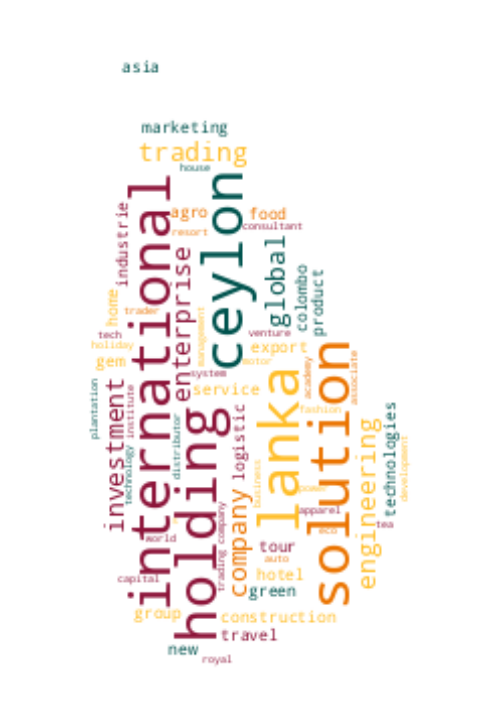 asia
marketing
trading
house
international
ceylon
industrie
agro
food
resort
consultant
enterprise
global
colombo
product
home
trader
management
tech
holiday
gem
venture
export
motor
system
service
academy
associate
plantation
investment
institute
technology
distributor
holding
logistic
lanka
solution
fashion
business
company
engineering
technologies
development
power
apparel
tea
eco
world
trading company
tour
auto
capital
hotel
green
group
construction
travel
new
royal